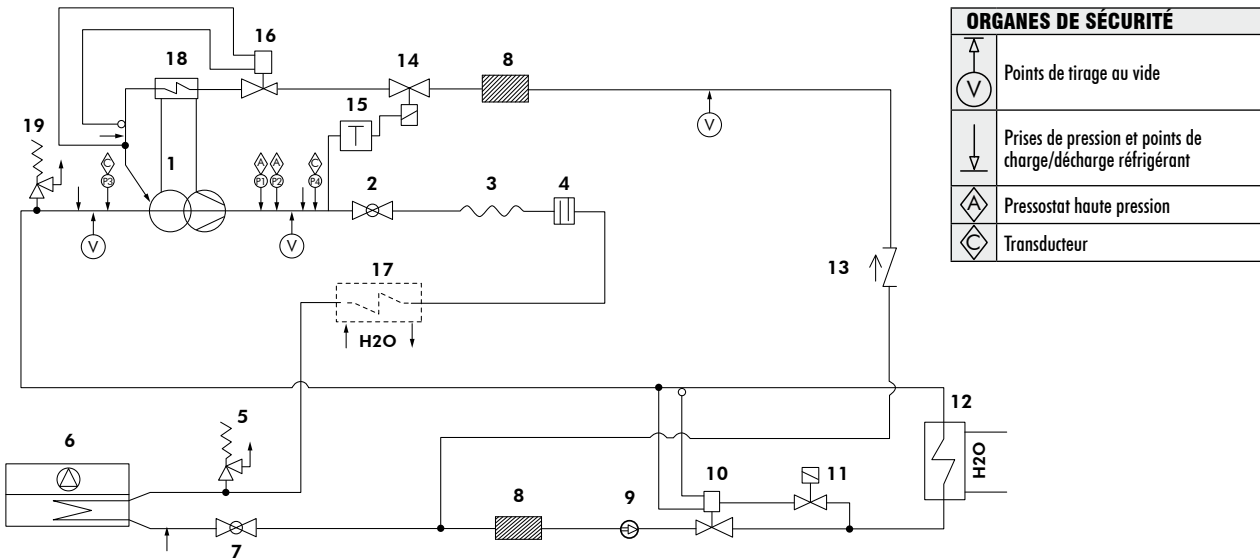 16
18
14
8
15
19
1
C
P3
A
P1
A
P2
C
P4
V
V
V
2
3
4
17
H2O
13
5
6
7
8
9
10
11
12
H2O
ORGANES DE SÉCURITÉ
V
Points de tirage au vide
Prises de pression et points de
charge/décharge réfrigérant
A
Pressostat haute pression
C
Transducteur